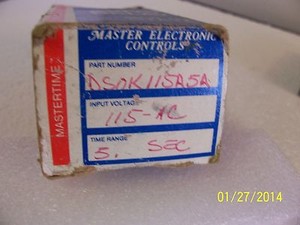 MASTER ELECTRONIC
CONTROLS
MASTERTIME
PART NUMBER
DSOK115A5A
INPUT VOLTAGE
115-AC
TIME RANGE
5. SEC
01/27/2014